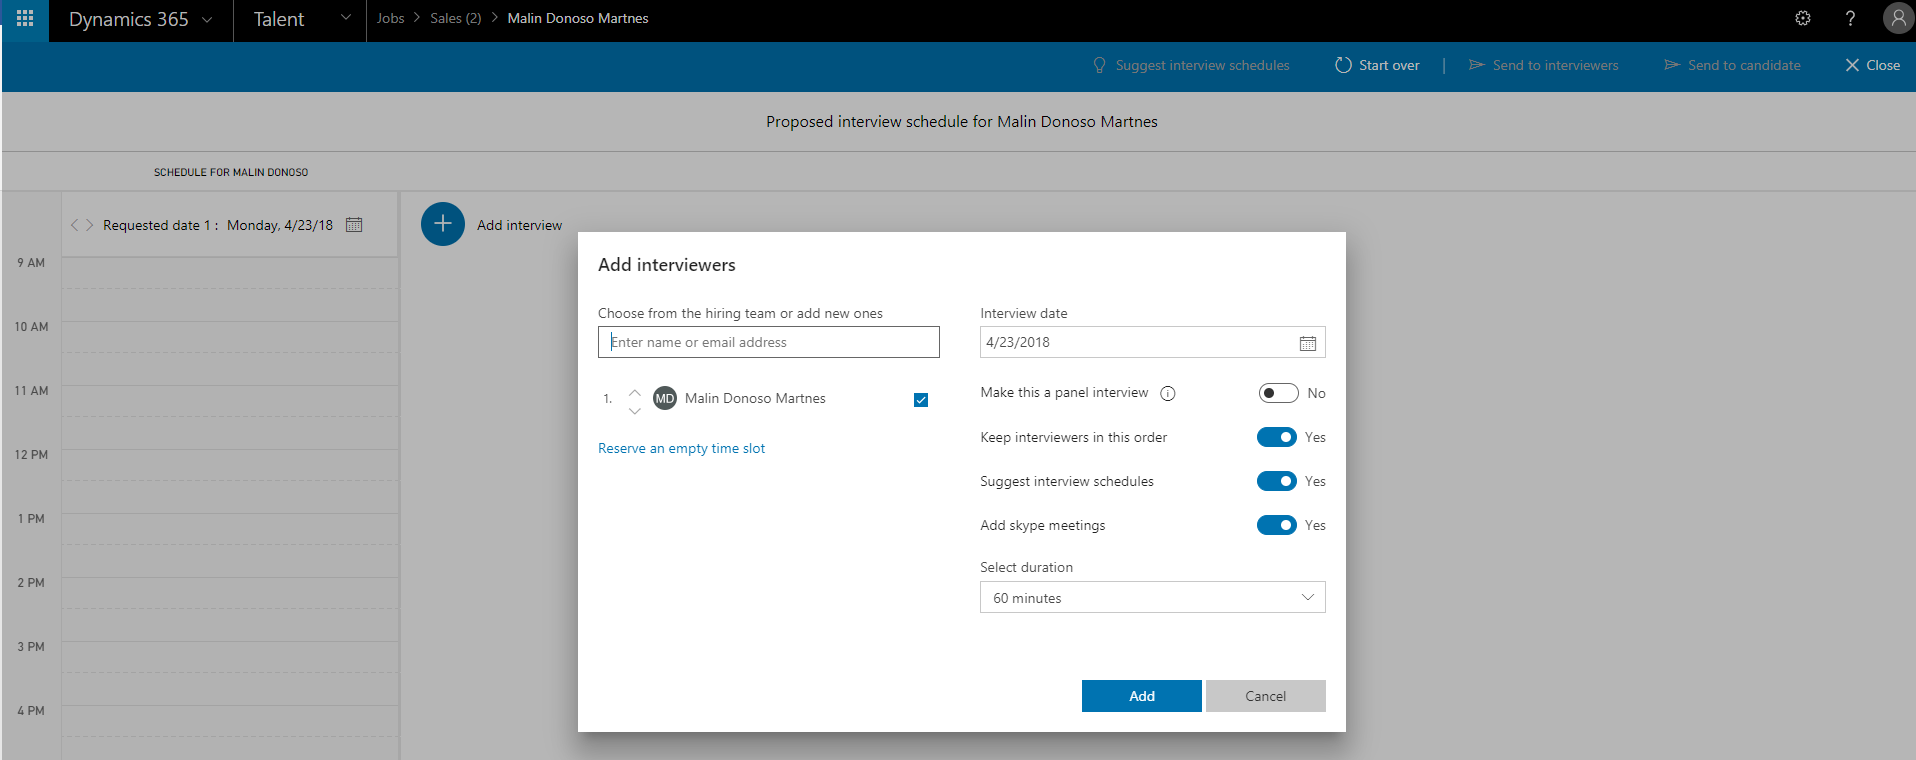 Dynamics 365 Talent Jobs > Sales (2) > Malin Donoso Martnes ?
Suggest interview schedules Start over | Send to interviewers Send to candidate Close
Proposed interview schedule for Malin Donoso Martnes
SCHEDULE FOR MALIN DONOSO
Requested date 1 : Monday, 4/23/18
Add interview
9 AM
10 AM
11 AM
12 PM
1 PM
2 PM
3 PM
4 PM
Add interviewers
Choose from the hiring team or add new ones
Enter name or email address
1. MD Malin Donoso Martnes
Reserve an empty time slot
Interview date
4/23/2018
Make this a panel interview No
Keep interviewers in this order Yes
Suggest interview schedules Yes
Add skype meetings Yes
Select duration
60 minutes
Add Cancel